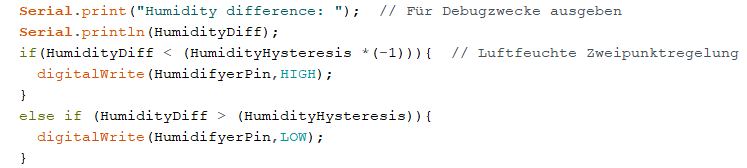 Serial.print("Humidity difference: ");  // Für Debugzwecke ausgeben
Serial.println(HumidityDiff);
if(HumidityDiff < (HumidityHysteresis *(-1))){  // Luftfeuchte Zweipunktregelung
  digitalWrite(HumidifyerPin,HIGH);
}
else if (HumidityDiff > (HumidityHysteresis)){
  digitalWrite(HumidifyerPin,LOW);
}